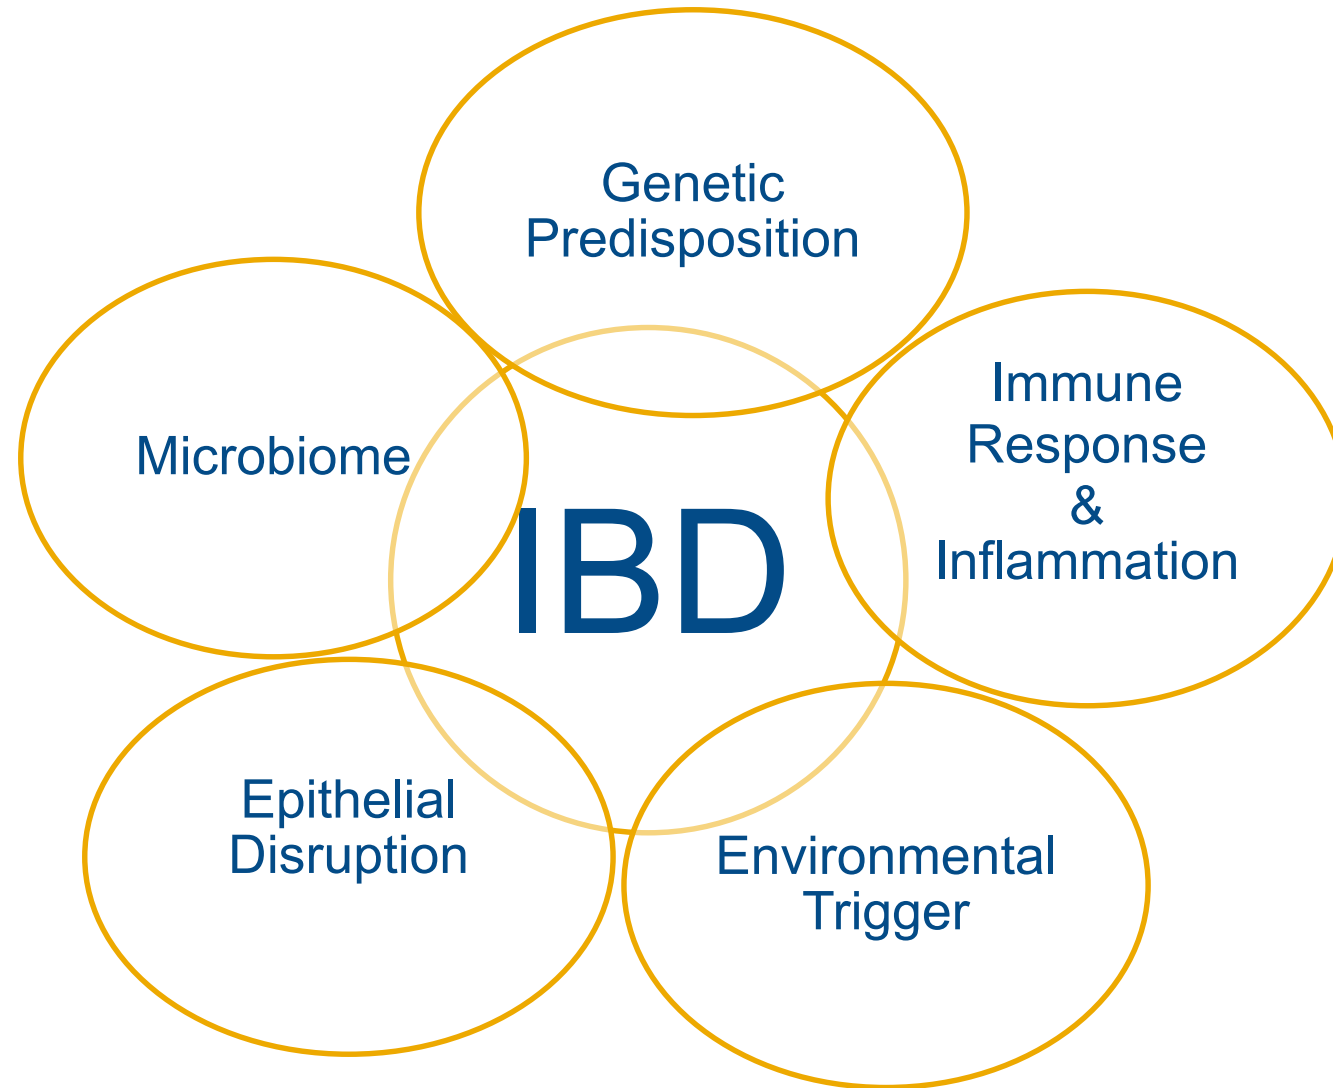 Genetic
Predisposition
Immune
Response
&
Inflammation
Microbiome
IBD
Epithelial
Disruption
Environmental
Trigger